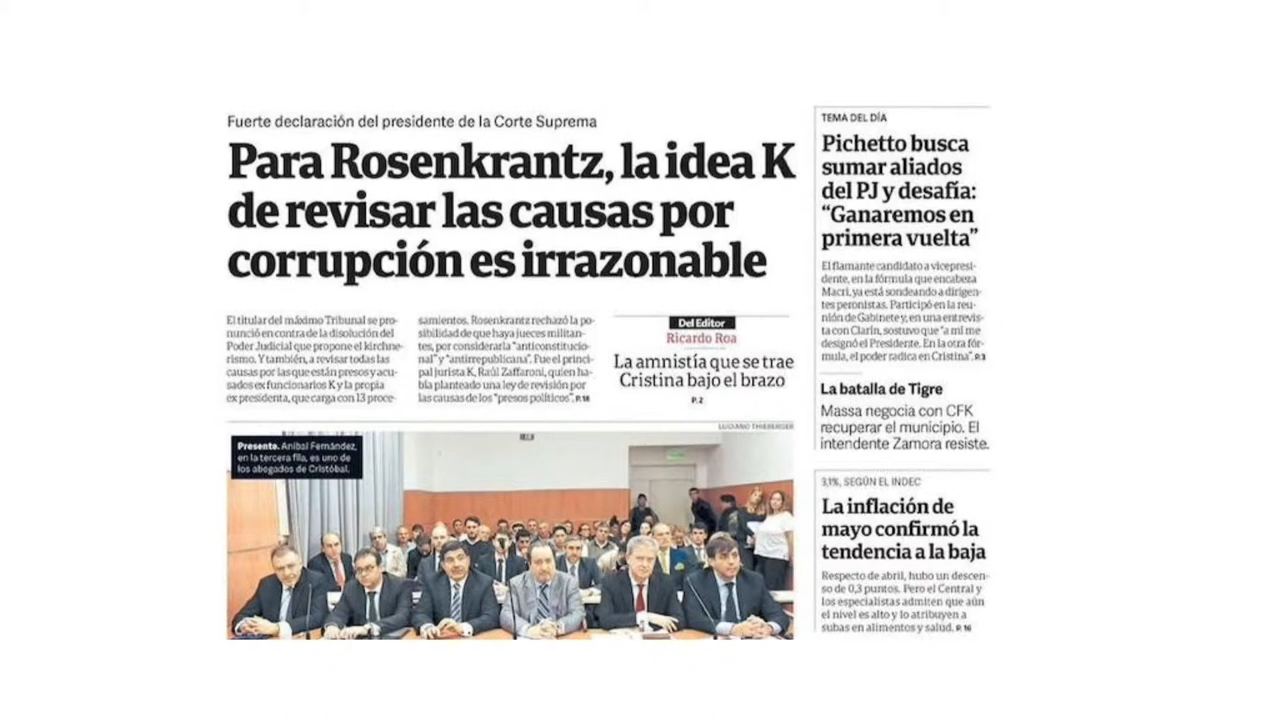 Fuerte declaración del presidente de la Corte Suprema
Para Rosenkrantz, la idea K
de revisar las causas por
corrupción es irrazonable
El titular del máximo Tribunal se pro-
nunció en contra de la disolución del
Poder Judicial que propone el kirchne-
rismo. Y también, a revisar todas las
causas por las que están presos y acu-
sados ex funcionarios K y la propia
ex presidenta, que carga con 13 proce-
samientos. Rosenkrantz rechazó la po-
sibilidad de que haya jueces militan-
tes, por considerarla “anticonstitucio-
nal” y “antirrepublicana”. Fue el princi-
pal jurista K, Raúl Zaffaroni, quien ha-
bía planteado una ley de revisión por
las causas de los “presos políticos”. P.18
Del Editor
Ricardo Roa
La amnistía que se trae
Cristina bajo el brazo
P.2
LUCIANO THIEBERGER
Presento. Aníbal Fernández,
en la tercera fila, es uno de
los abogados de Cristóbal.
TEMA DEL DÍA
Pichetto busca
sumar aliados
del PJ y desafía:
“Ganaremos en
primera vuelta”
El flamante candidato a vicepresi-
dente, en la fórmula que encabeza
Macri, ya está sondeando a dirigen-
tes peronistas. Participó en la reu-
nión de Gabinete y, en una entrevis-
ta con Clarín, sostuvo que “a mí me
designó el Presidente. En la otra fór-
mula, el poder radica en Cristina”. P.3
La batalla de Tigre
Massa negocia con CFK
recuperar el municipio. El
intendente Zamora resiste.
3,1%, SEGÚN EL INDEC
La inflación de
mayo confirmó la
tendencia a la baja
Respecto de abril, hubo un descen-
so de 0,3 puntos. Pero el Central y
los especialistas admiten que aún
el nivel es alto y lo atribuyen a
subas en alimentos y salud. P.16